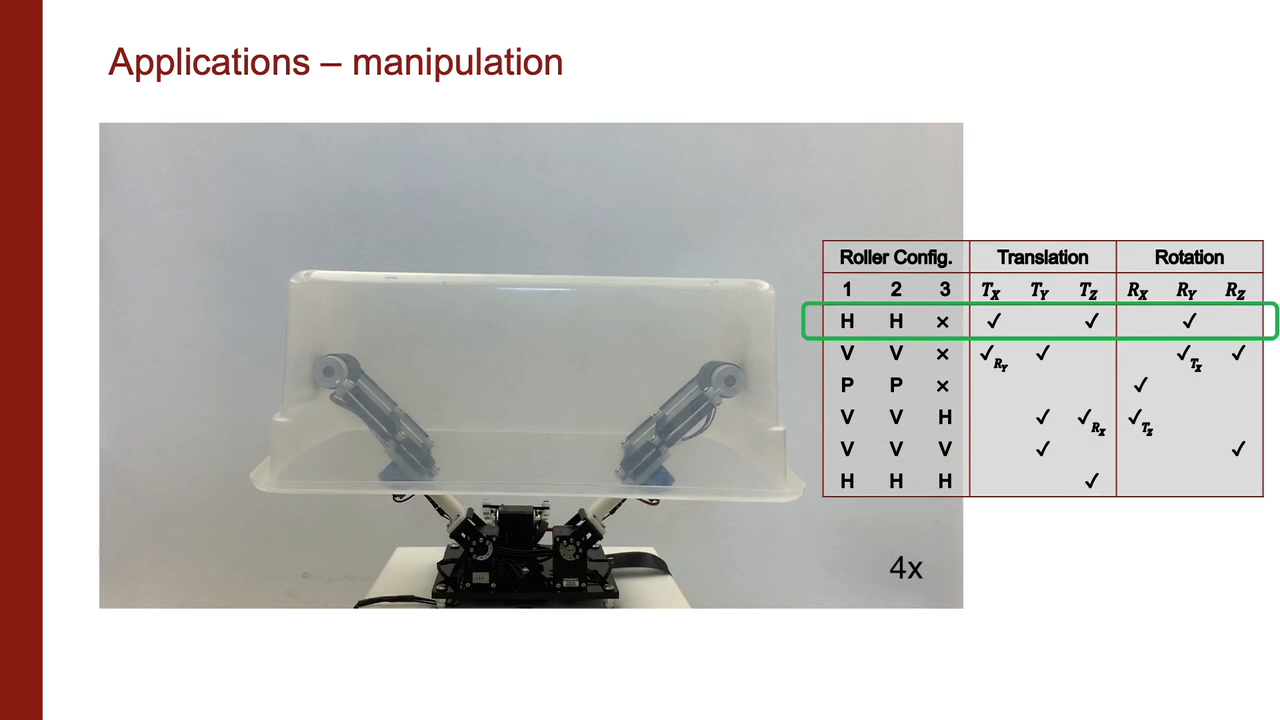 Applications – manipulation
Roller Config. Translation Rotation
1 2 3 T_X T_Y T_Z R_X R_Y R_Z
H H × ✓ ✓ ✓
V V × ✓_{R_Y} ✓ ✓_{T_X} ✓
P P × ✓
V V H ✓ ✓_{R_X} ✓_{T_Z}
V V V ✓ ✓
H H H ✓
4x